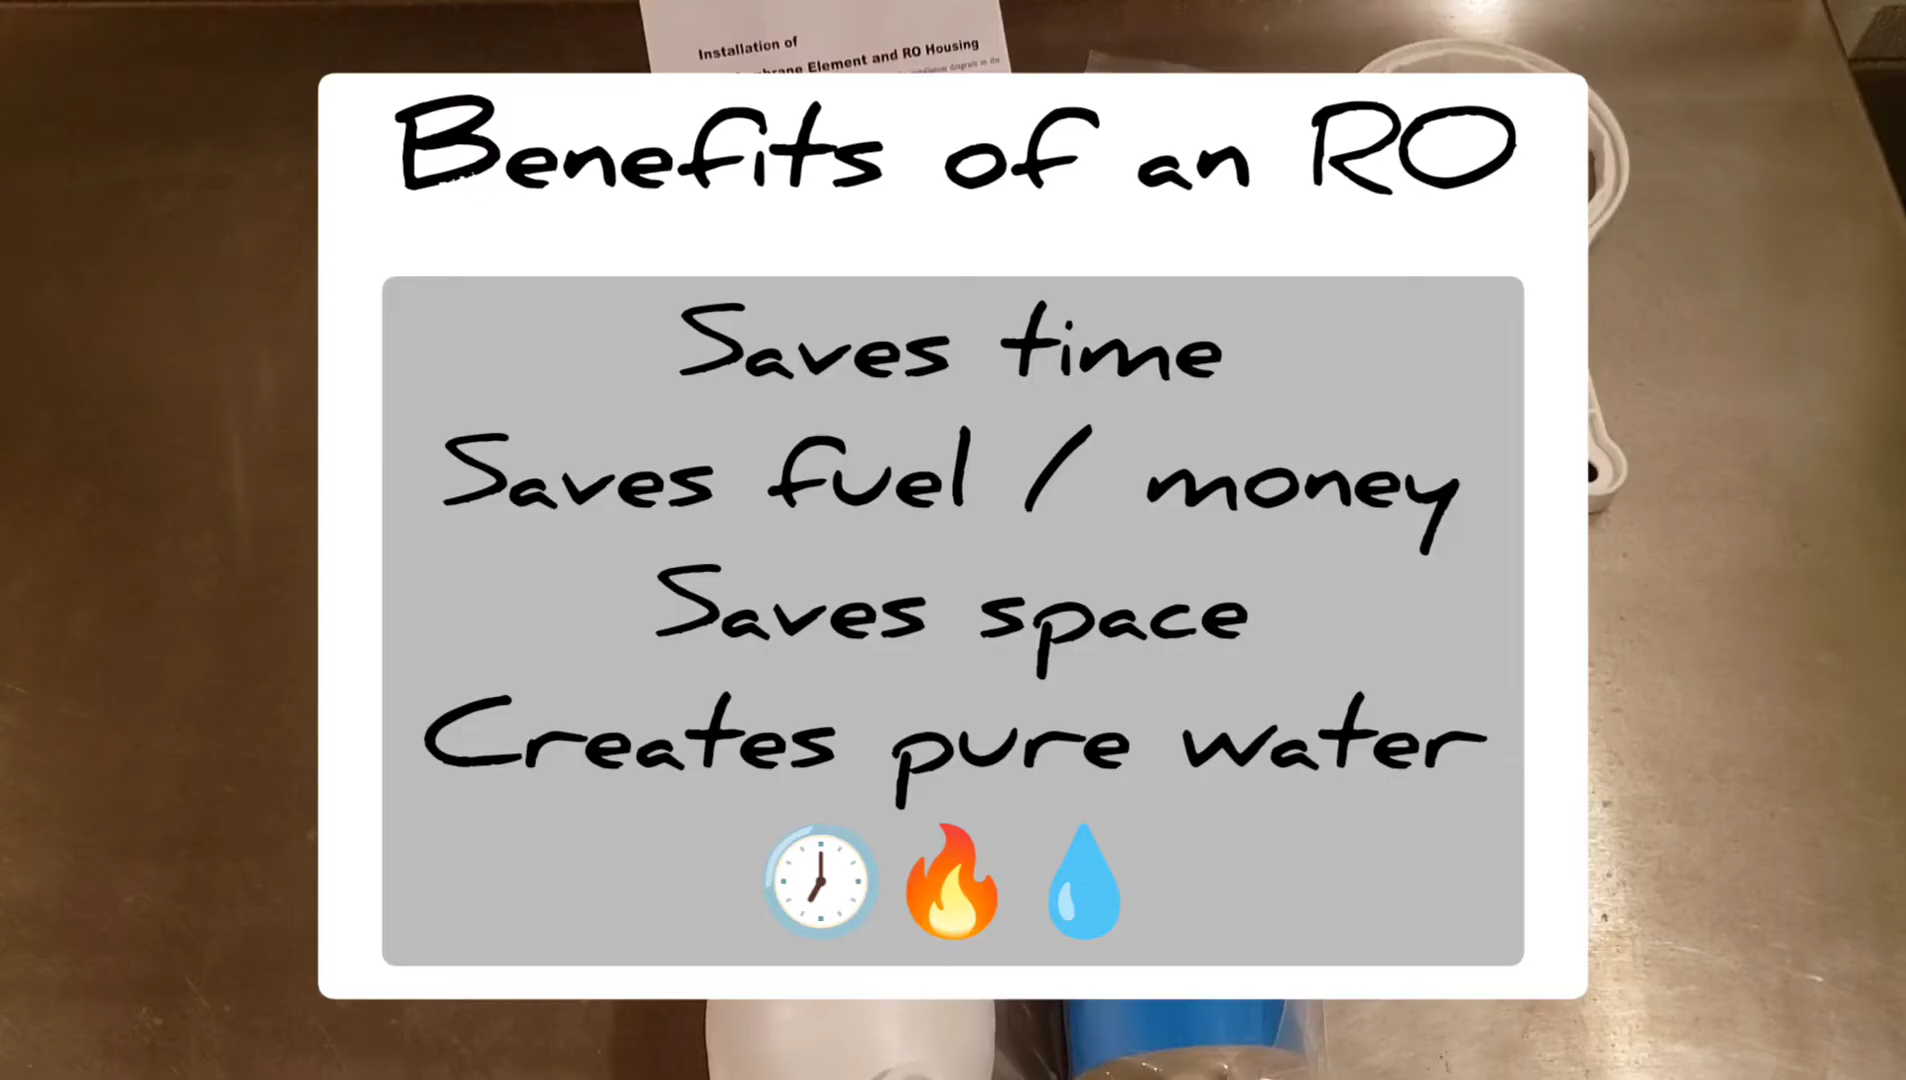 Installation of
Element and RO Housing
Benefits of an RO
Saves time
Saves fuel / money
Saves space
Creates pure water